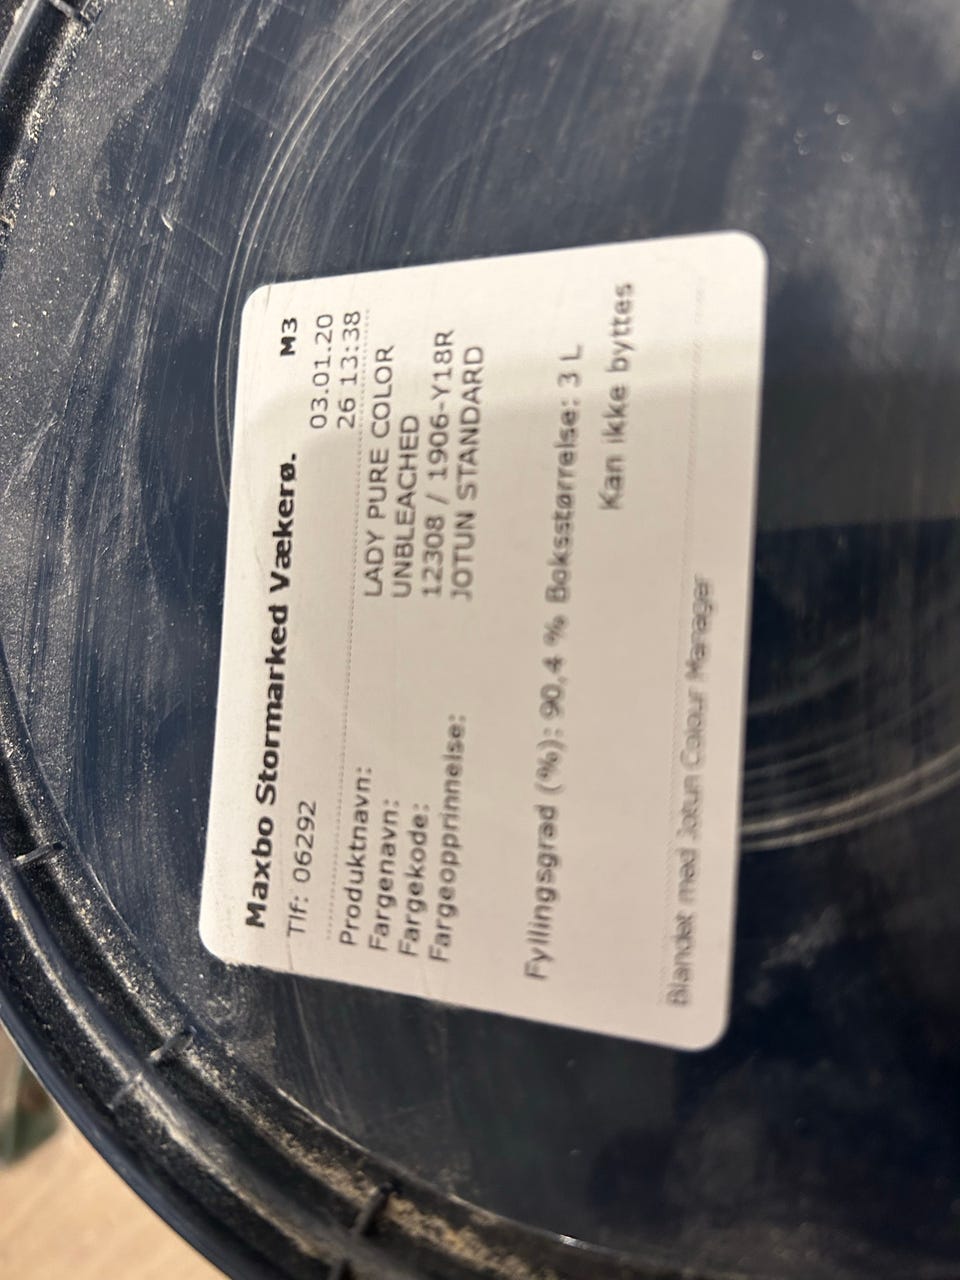 Maxbo Stormarked Vækerø. M3
Tlf: 06292 03.01.20
26 13:38
Produktnavn: LADY PURE COLOR
Fargenavn: UNBLEACHED
Fargekode: 12308 / 1906-Y18R
Fargeopprinnelse: JOTUN STANDARD
Fyllingsgrad (%): 90,4 % Boksstørrelse: 3 L
Kan ikke byttes
Blandet med Jotun Colour Manager